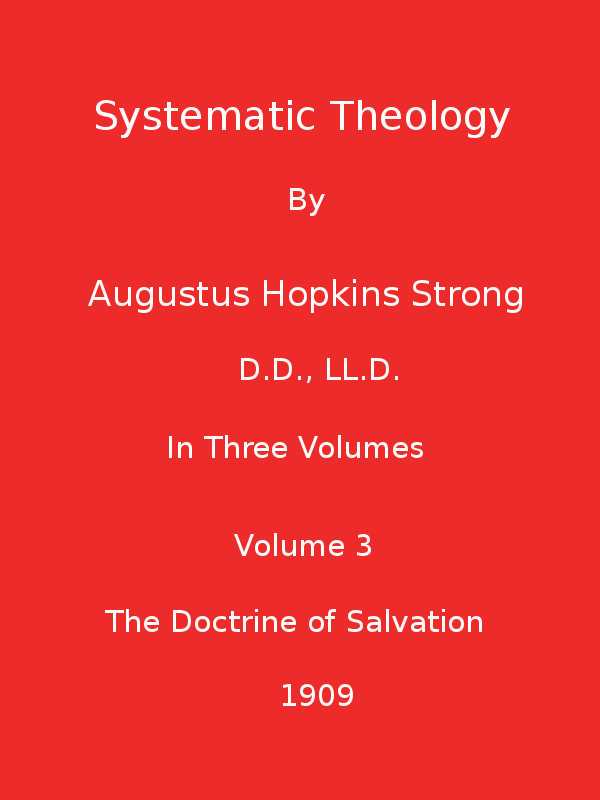 Systematic Theology
By
Augustus Hopkins Strong
D.D., LL.D.
In Three Volumes
Volume 3
The Doctrine of Salvation
1909